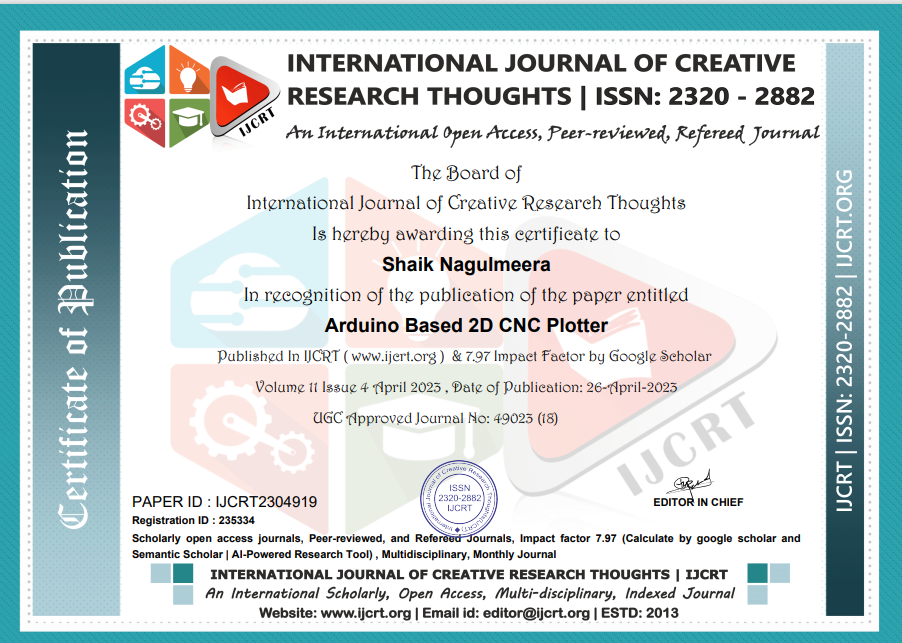 INTERNATIONAL JOURNAL OF CREATIVE
RESEARCH THOUGHTS | ISSN: 2320 - 2882
An International Open Access, Peer-reviewed, Refereed Journal
IJCRT
The Board of
International Journal of Creative Research Thoughts
Is hereby awarding this certificate to
Shaik Nagulmeera
In recognition of the publication of the paper entitled
Arduino Based 2D CNC Plotter
Published In IJCRT ( www.ijcrt.org ) & 7.97 Impact Factor by Google Scholar
Volume 11 Issue 4 April 2023 , Date of Publication: 26-April-2023
UGC Approved Journal No: 49023 (18)
IJCRT
International Journal of Creative Research Thoughts (IJCRT)
ISSN
2320-2882
IJCRT
PAPER ID : IJCRT2304919
Registration ID : 235334
EDITOR IN CHIEF
Scholarly open access journals, Peer-reviewed, and Refereed Journals, Impact factor 7.97 (Calculate by google scholar and
Semantic Scholar | AI-Powered Research Tool) , Multidisciplinary, Monthly Journal
INTERNATIONAL JOURNAL OF CREATIVE RESEARCH THOUGHTS | IJCRT
An International Scholarly, Open Access, Multi-disciplinary, Indexed Journal
Website: www.ijcrt.org | Email id: editor@ijcrt.org | ESTD: 2013
Certificate of Publication
IJCRT | ISSN: 2320-2882 | IJCRT.ORG